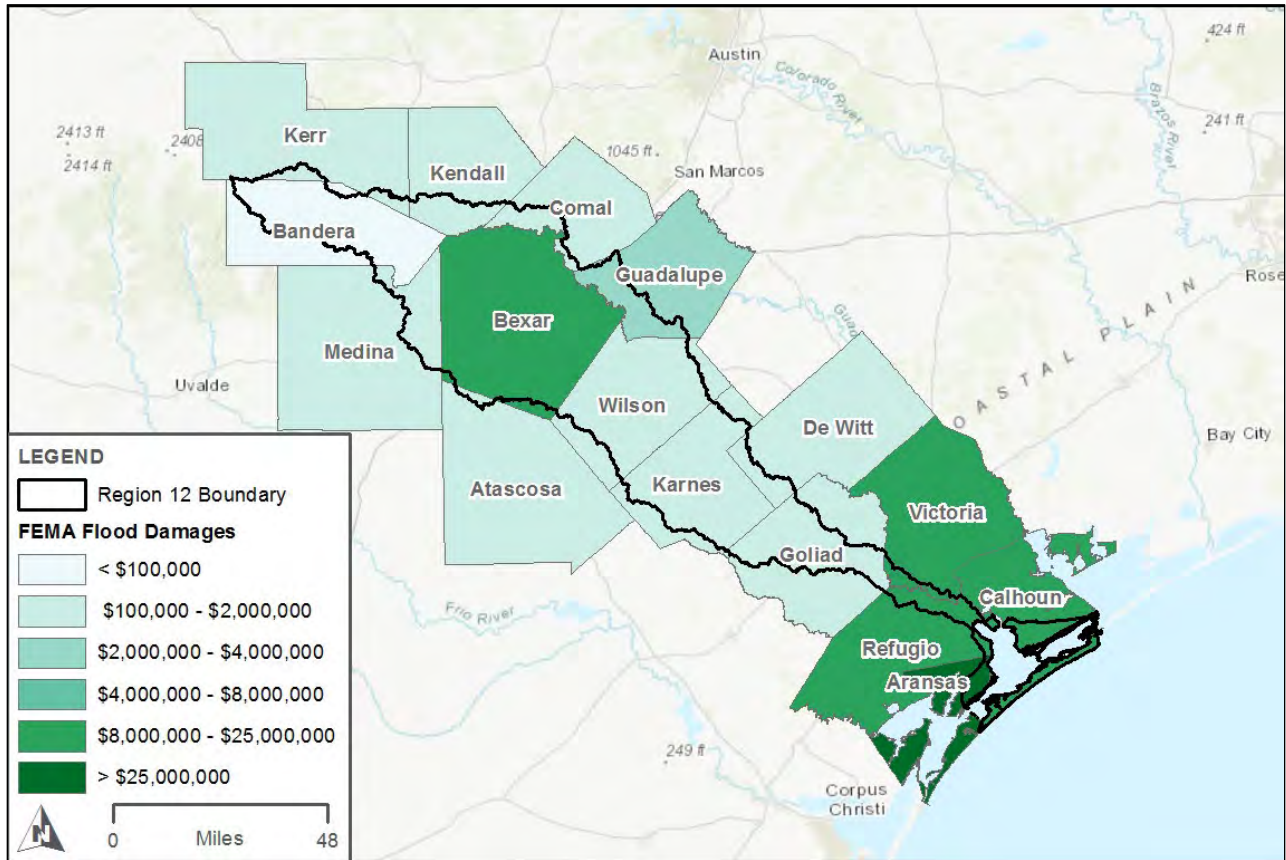 Austin
424 ft
Colorado River
Brazos River
2413 ft
2408
2414 ft
Kerr
241 ft
1045 ft
San Marcos
Kendall
Comal
Bandera
Guadalupe
Rose
Guad
Bexar
COASTAL PLAIN
Medina
Uvalde
Wilson
De Witt
Bay City
Atascosa
Karnes
Victoria
Goliad
Calhoun
Frio River
Refugio
Aransas
249 ft
Corpus
Christi
LEGEND
Region 12 Boundary
FEMA Flood Damages
< $100,000
$100,000 - $2,000,000
$2,000,000 - $4,000,000
$4,000,000 - $8,000,000
$8,000,000 - $25,000,000
> $25,000,000
N
0 Miles 48